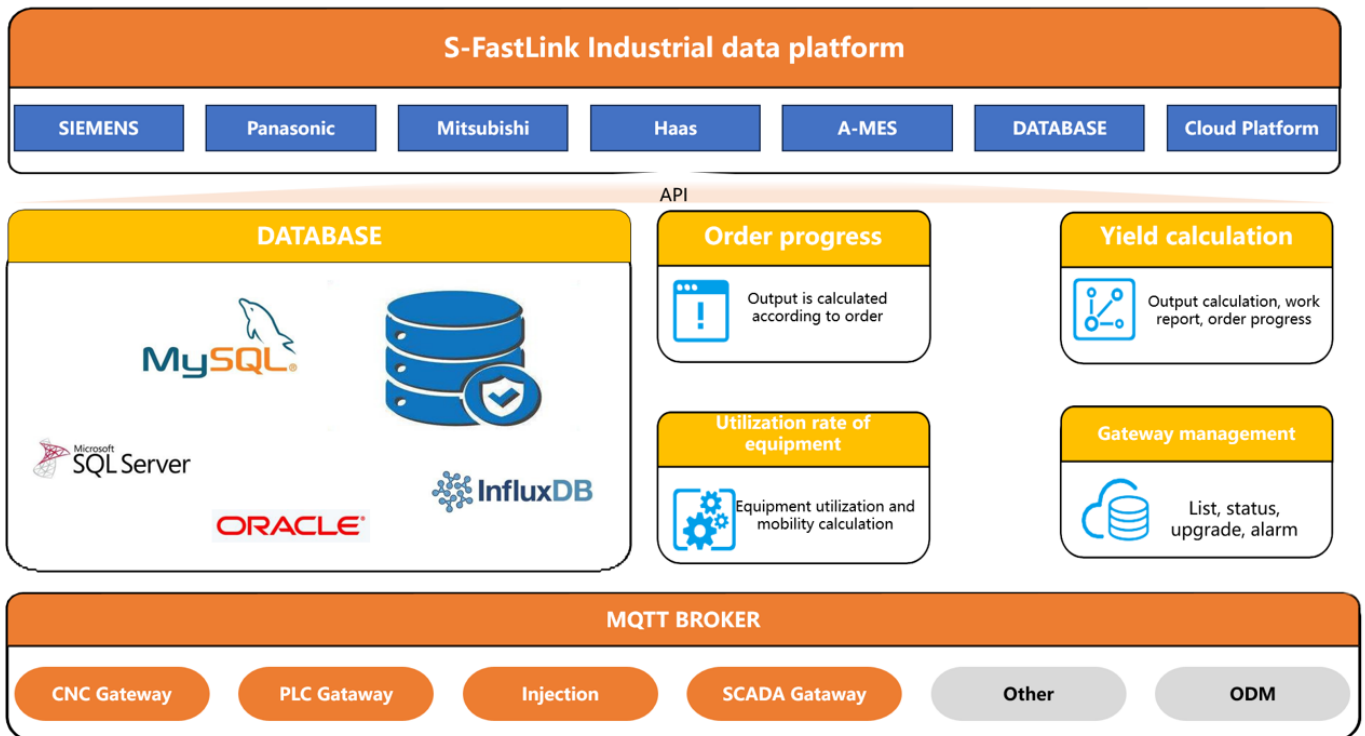 S-FastLink Industrial data platform
SIEMENS
Panasonic
Mitsubishi
Haas
A-MES
DATABASE
Cloud Platform
API
DATABASE
MySQL®
Microsoft
SQL Server
ORACLE®
InfluxDB
Order progress
Output is calculated
according to order
Yield calculation
Output calculation, work
report, order progress
Utilization rate of
equipment
Equipment utilization and
mobility calculation
Gateway management
List, status,
upgrade, alarm
MQTT BROKER
CNC Gateway
PLC Gataway
Injection
SCADA Gataway
Other
ODM